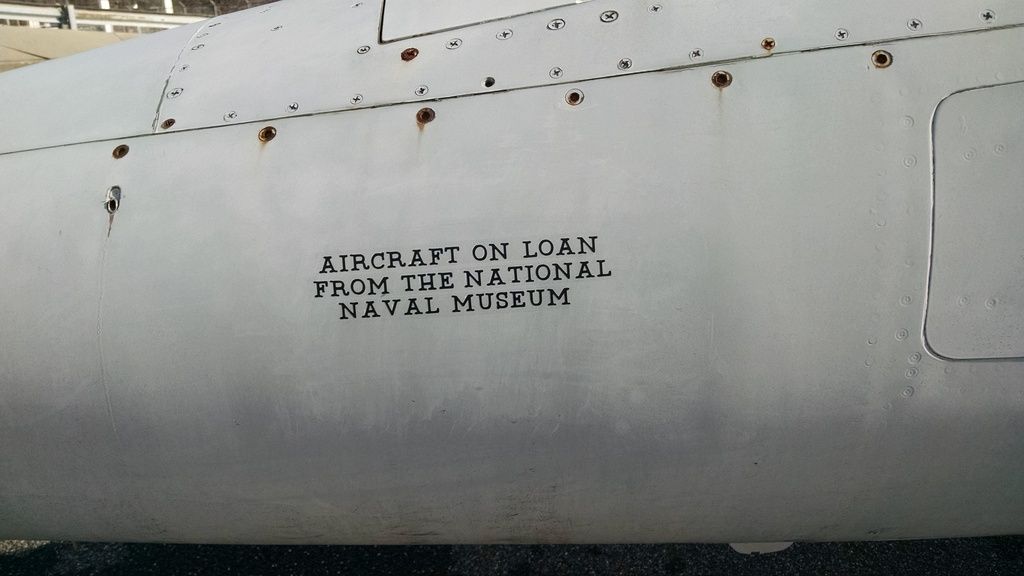 AIRCRAFT ON LOAN
FROM THE NATIONAL
NAVAL MUSEUM